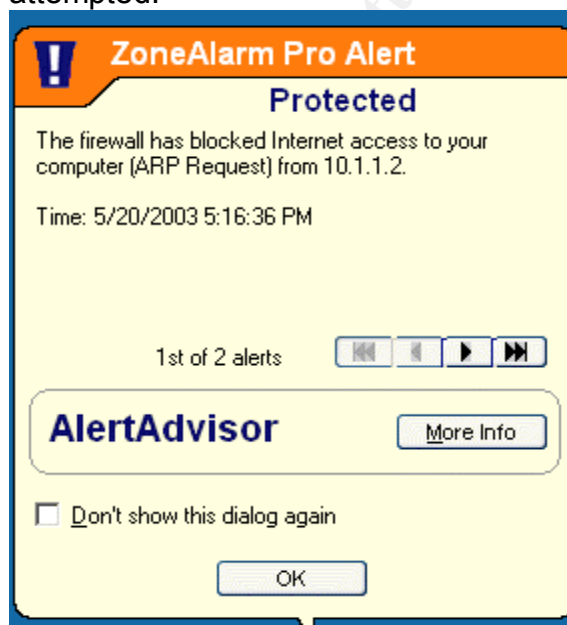 attempted.
ZoneAlarm Pro Alert
Protected
The firewall has blocked Internet access to your
computer (ARP Request) from 10.1.1.2.
Time: 5/20/2003 5:16:36 PM
1st of 2 alerts
AlertAdvisor
More Info
Don't show this dialog again
OK